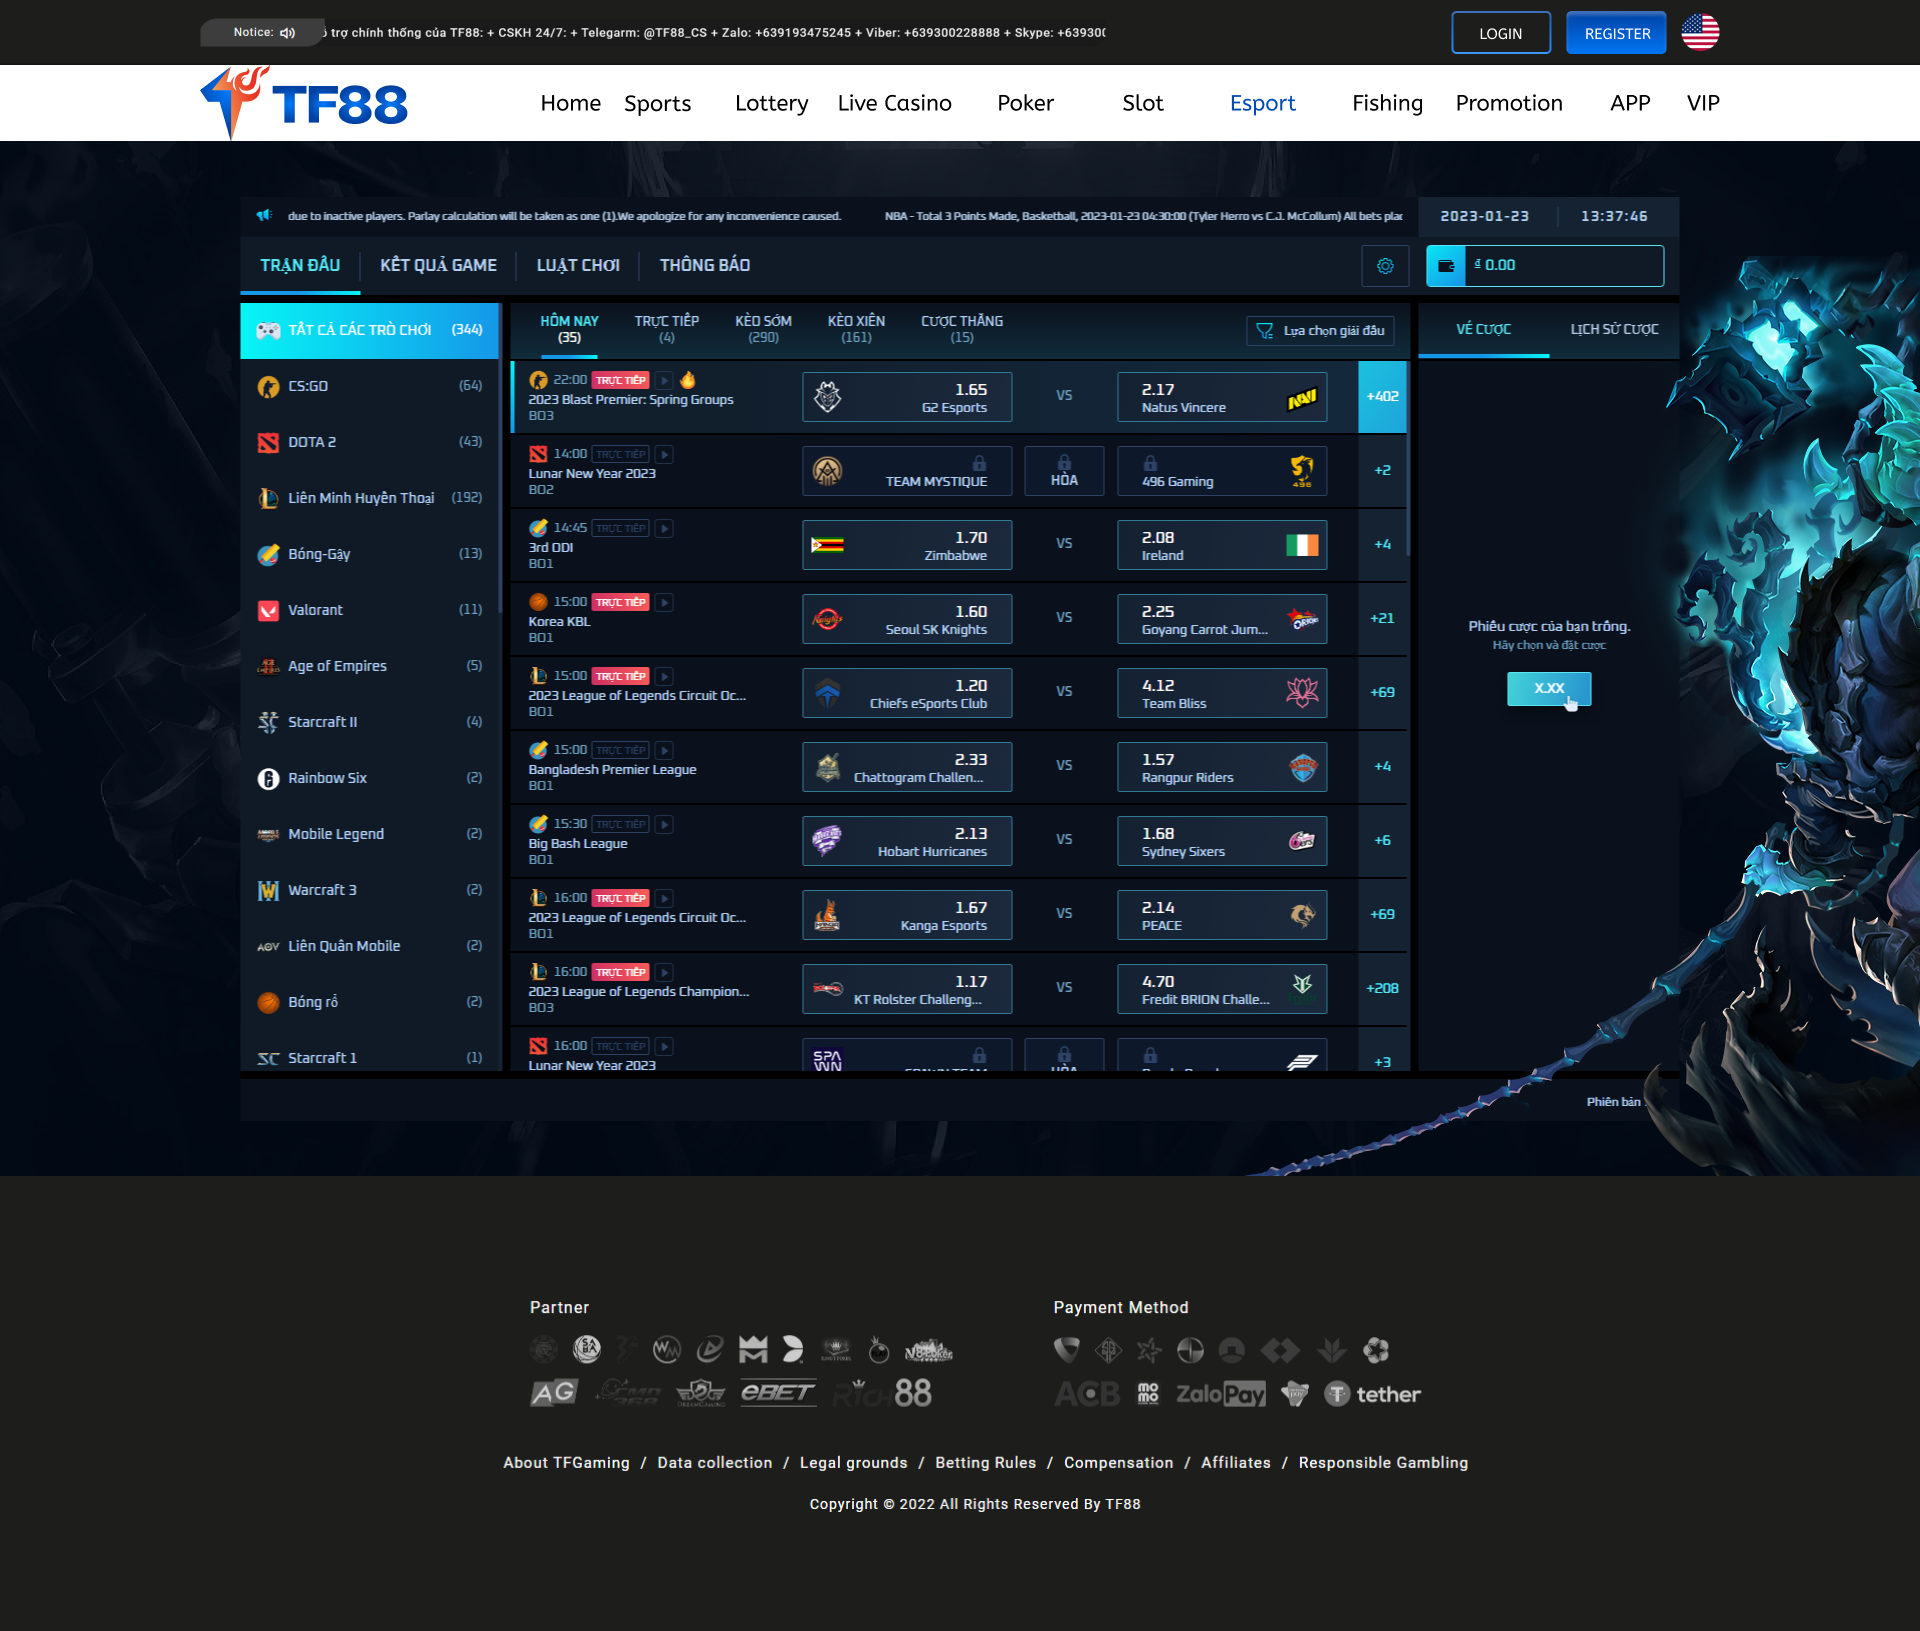 Notice:
trợ chính thống của TF88: + CSKH 24/7: + Telegarm: @TF88_CS + Zalo: +639193475245 + Viber: +639300228888 + Skype: +63930
LOGIN
REGISTER
TF88
Home Sports Lottery Live Casino Poker Slot Esport Fishing Promotion APP VIP
due to inactive players. Parlay calculation will be taken as one (1).We apologize for any inconvenience caused. NBA - Total 3 Points Made, Basketball, 2023-01-23 04:30:00 (Tyler Herro vs C.J. McCollum) All bets plac
2023-01-23 13:37:46
TRẬN ĐẤU KẾT QUẢ GAME LUẬT CHƠI THÔNG BÁO
₫ 0.00
TẤT CẢ CÁC TRÒ CHƠI (344)
CS:GO (64)
DOTA 2 (43)
Liên Minh Huyền Thoại (192)
Bóng-Gậy (13)
Valorant (11)
Age of Empires (5)
Starcraft II (4)
Rainbow Six (2)
Mobile Legend (2)
Warcraft 3 (2)
AOV Liên Quân Mobile (2)
Bóng rổ (2)
SC Starcraft 1 (1)
HÔM NAY TRỰC TIẾP KÈO SỚM KÈO XIÊN CƯỢC THẮNG
(35) (4) (290) (161) (15)
Lựa chọn giải đấu
22:00 TRỰC TIẾP
2023 Blast Premier: Spring Groups
BO3
1.65
G2 Esports
VS
2.17
Natus Vincere
NAVI
+402
14:00 TRỰC TIẾP
Lunar New Year 2023
BO2
TEAM MYSTIQUE
HÒA
496 Gaming
496
+2
14:45 TRỰC TIẾP
3rd ODI
BO1
1.70
Zimbabwe
VS
2.08
Ireland
+4
15:00 TRỰC TIẾP
Korea KBL
BO1
Knights
1.60
Seoul SK Knights
VS
2.25
Goyang Carrot Jum...
+21
15:00 TRỰC TIẾP
2023 League of Legends Circuit Oc...
BO1
1.20
Chiefs eSports Club
VS
4.12
Team Bliss
+69
15:00 TRỰC TIẾP
Bangladesh Premier League
BO1
2.33
Chattogram Challen...
VS
1.57
Rangpur Riders
+4
15:30 TRỰC TIẾP
Big Bash League
BO1
2.13
Hobart Hurricanes
VS
1.68
Sydney Sixers
+6
16:00 TRỰC TIẾP
2023 League of Legends Circuit Oc...
BO1
1.67
Kanga Esports
VS
2.14
PEACE
+69
16:00 TRỰC TIẾP
2023 League of Legends Champion...
BO3
1.17
KT Rolster Challeng...
VS
4.70
Fredit BRION Challe...
+208
16:00 TRỰC TIẾP
Lunar New Year 2023
SPAWN
SPAWN TEAM
HÒA
+3
VÉ CƯỢC LỊCH SỬ CƯỢC
Phiếu cược của bạn trống.
Hãy chọn và đặt cược
X.XX
Phiên bản
Partner
SABA WM
AG CMD368 DREAMGAMING eBET RiCH88
Payment Method
ACB MOMO ZaloPay tether
About TFGaming / Data collection / Legal grounds / Betting Rules / Compensation / Affiliates / Responsible Gambling
Copyright © 2022 All Rights Reserved By TF88